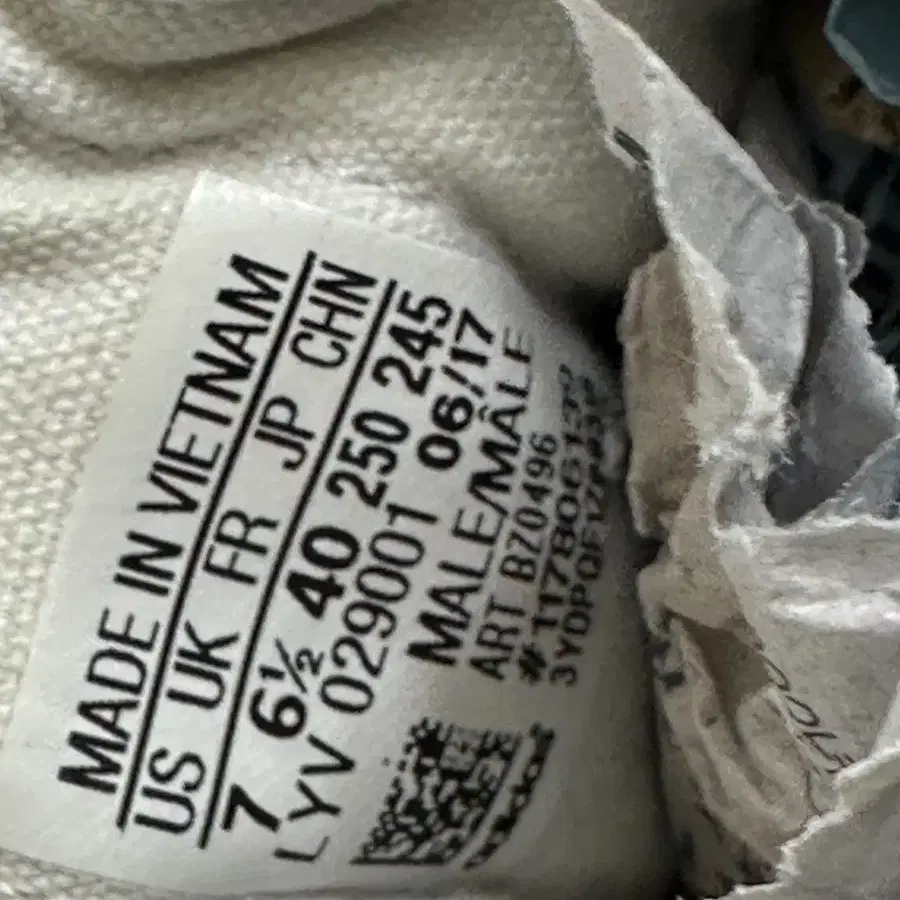 MADE IN VIETNAM
US UK FR JP CHN
7 6½ 40 250 245
LYV 029001 06/17
MALE/MÂLE
ART BZ0496
adidas